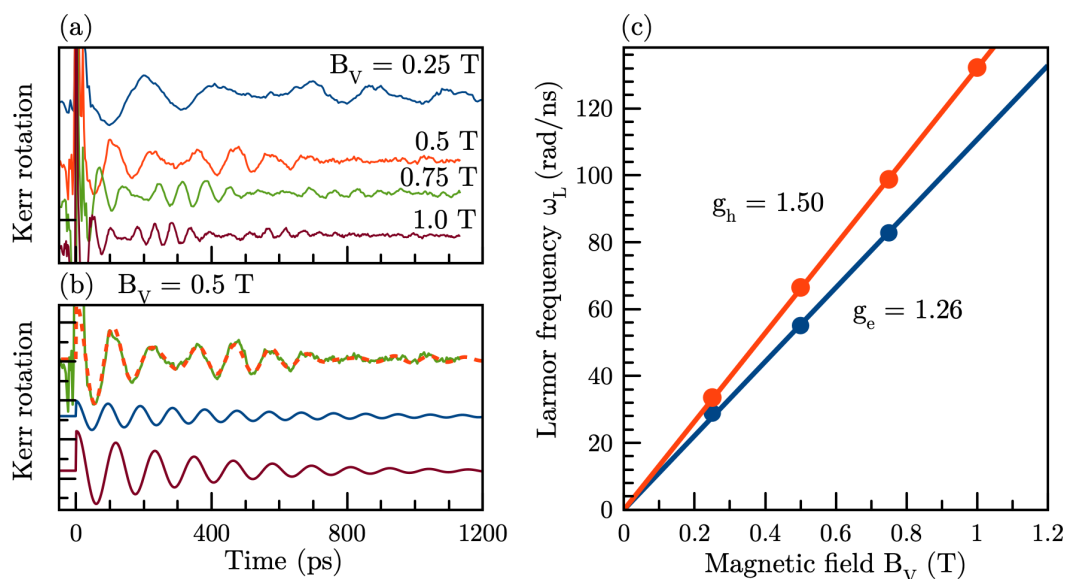 (a)
B_V = 0.25 T
0.5 T
0.75 T
1.0 T
Kerr rotation
(b) B_V = 0.5 T
Kerr rotation
0 400 800 1200
Time (ps)
(c)
120
100
80
60
40
20
0
g_h = 1.50
g_e = 1.26
Larmor frequency ω_L (rad/ns)
0.2 0.4 0.6 0.8 1.0 1.2
Magnetic field B_V (T)